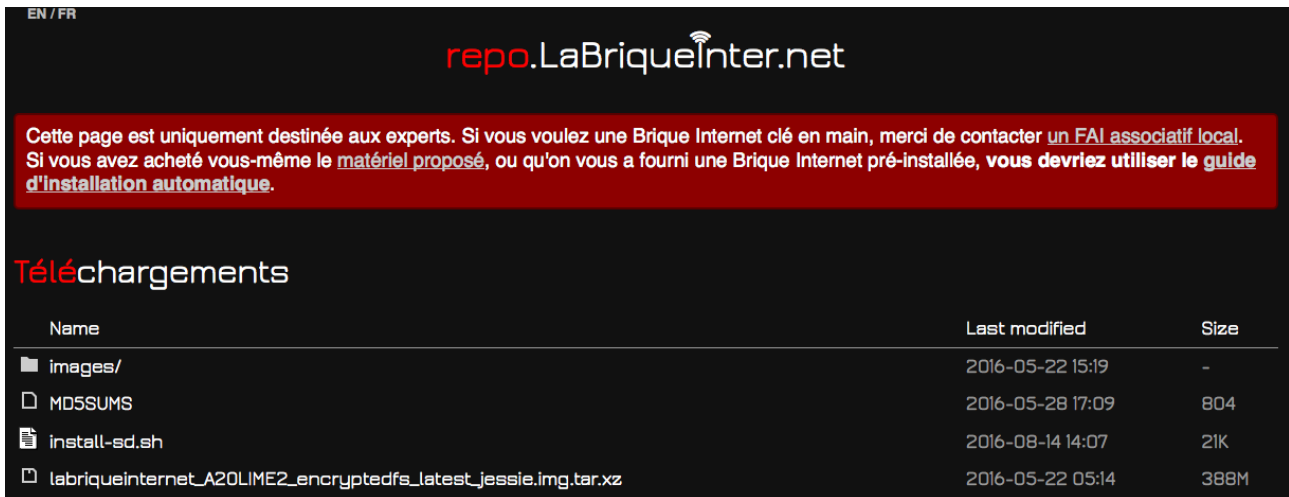 EN / FR
repo.LaBriqueInter.net
Cette page est uniquement destinée aux experts. Si vous voulez une Brique Internet clé en main, merci de contacter un FAI associatif local.
Si vous avez acheté vous-même le matériel proposé, ou qu'on vous a fourni une Brique Internet pré-installée, vous devriez utiliser le guide
d'installation automatique.
Téléchargements
Name Last modified Size
images/ 2016-05-22 15:19 -
MD5SUMS 2016-05-28 17:09 804
install-sd.sh 2016-08-14 14:07 21K
labriqueinternet_A20LIME2_encryptedfs_latest_jessie.img.tar.xz 2016-05-22 05:14 388M